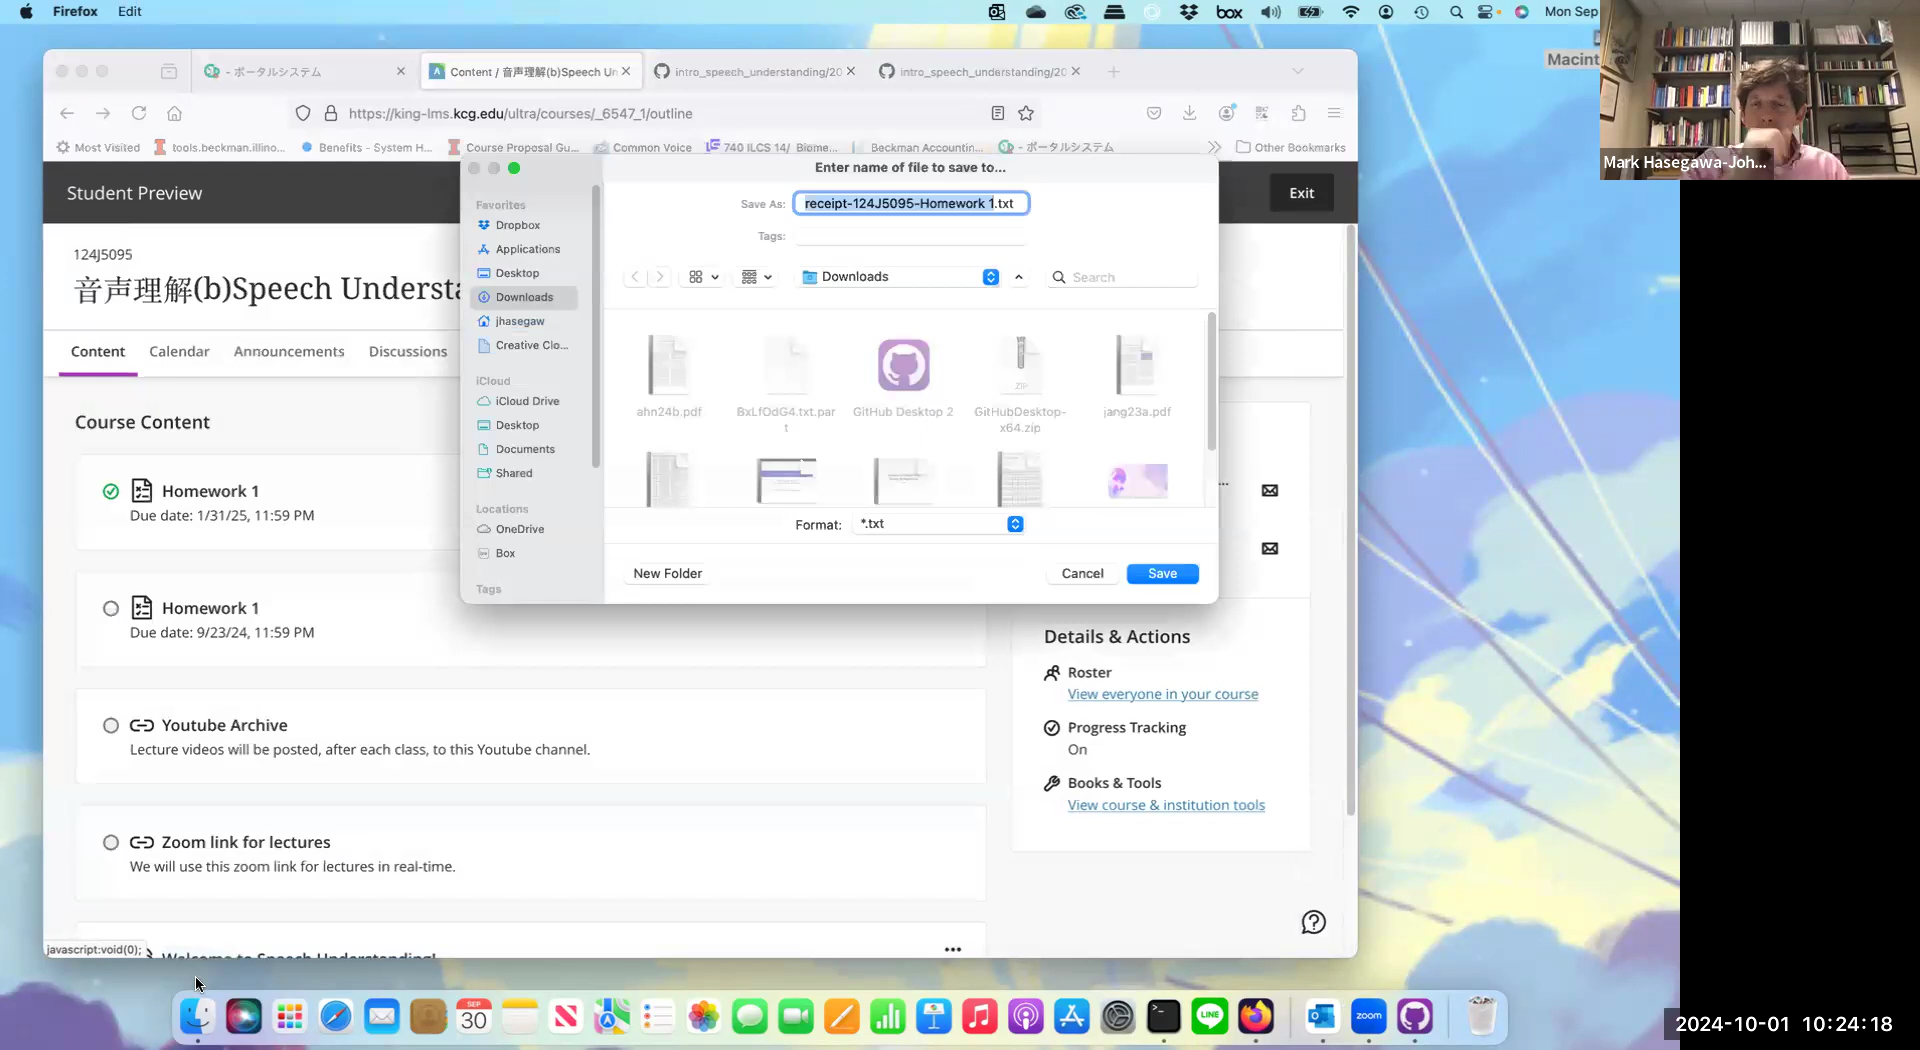 Firefox Edit
box
Mon Sep
Macint
Mark Hasegawa-Joh...
- ポータルシステム
Content / 音声理解(b)Speech Un
intro_speech_understanding/20
intro_speech_understanding/20
https://king-lms.kcg.edu/ultra/courses/_6547_1/outline
Most Visited
tools.beckman.illino...
Benefits - System H...
Course Proposal Gu...
Common Voice
740 ILCS 14/ Biome...
Beckman Accountin...
- ポータルシステム
Other Bookmarks
Student Preview
Exit
124J5095
音声理解(b)Speech Understa
Content
Calendar
Announcements
Discussions
Course Content
Homework 1
Due date: 1/31/25, 11:59 PM
Homework 1
Due date: 9/23/24, 11:59 PM
Youtube Archive
Lecture videos will be posted, after each class, to this Youtube channel.
Zoom link for lectures
We will use this zoom link for lectures in real-time.
Welcome to Speech Understanding!
javascript:void(0);
Enter name of file to save to...
Save As: receipt-124J5095-Homework 1.txt
Tags:
Favorites
Dropbox
Applications
Desktop
Downloads
jhasegaw
Creative Clo...
iCloud
iCloud Drive
Desktop
Documents
Shared
Locations
OneDrive
Box
Tags
Downloads
Search
ahn24b.pdf
BxLfOdG4.txt.par
t
GitHub Desktop 2
GitHubDesktop-
x64.zip
jang23a.pdf
ZIP
Format: *.txt
New Folder
Cancel
Save
...
Details & Actions
Roster
View everyone in your course
Progress Tracking
On
Books & Tools
View course & institution tools
SEP
30
zoom
2024-10-01 10:24:18